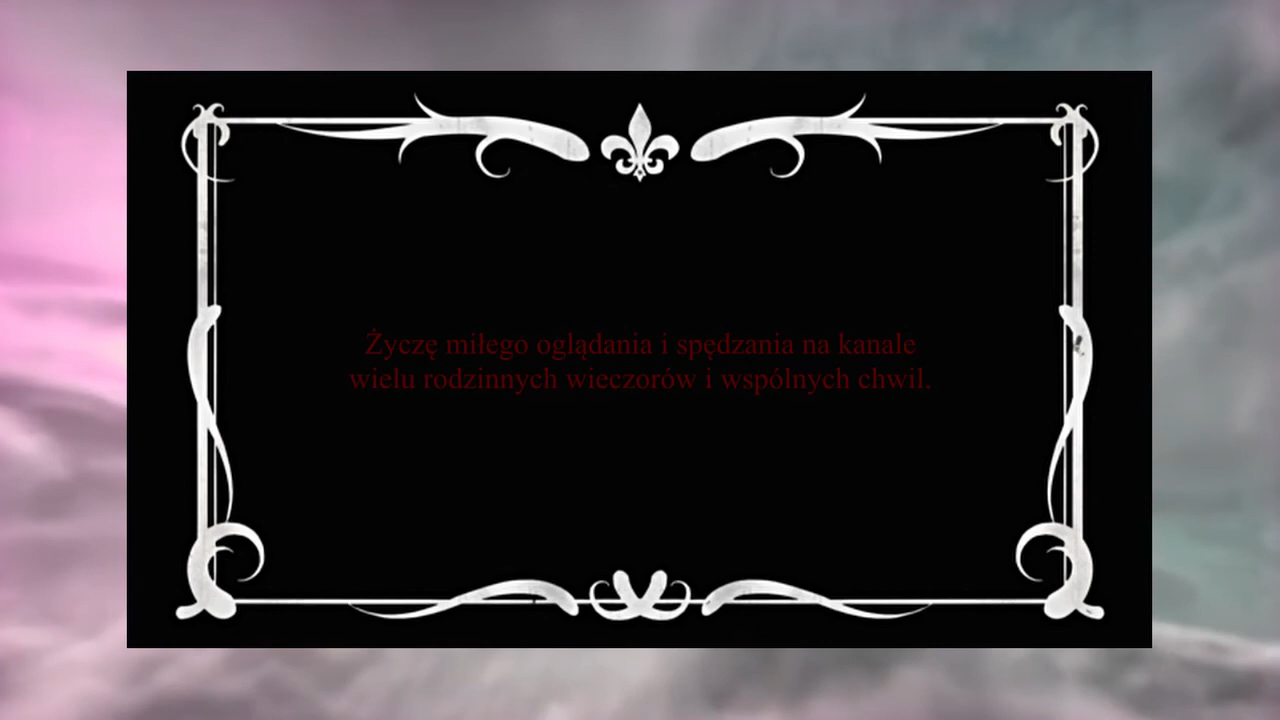 Życzę miłego oglądania i spędzania na kanale
wielu rodzinnych wieczorów i wspólnych chwil.